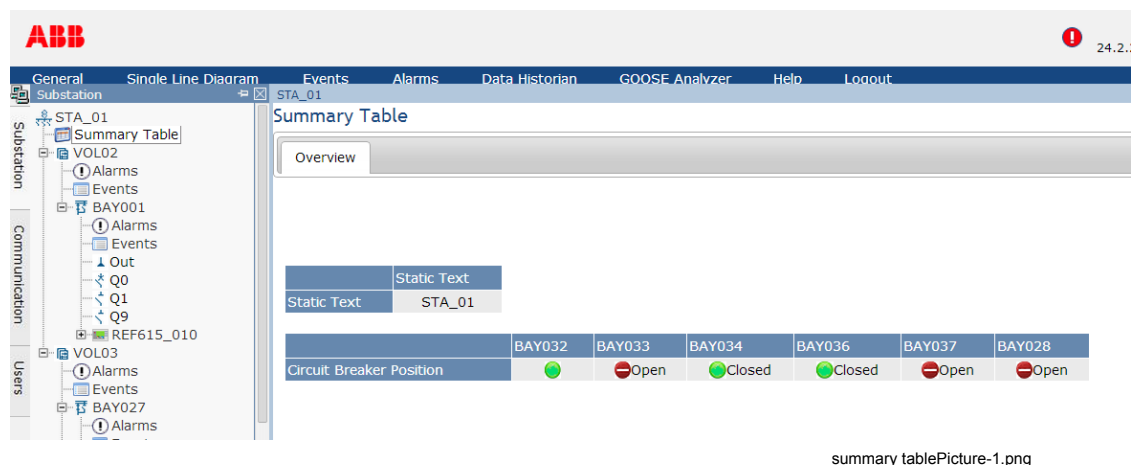 ABB
24.2.
General Single Line Diagram Events Alarms Data Historian GOOSE Analyzer Help Logout
Substation
STA_01
Summary Table
Overview
Substation
Communication
Users
STA_01
Summary Table
VOL02
Alarms
Events
BAY001
Alarms
Events
Out
Q0
Q1
Q9
REF615_010
VOL03
Alarms
Events
BAY027
Alarms
Static Text
Static Text STA_01
BAY032 BAY033 BAY034 BAY036 BAY037 BAY028
Circuit Breaker Position Open Closed Closed Open Open
summary tablePicture-1.png